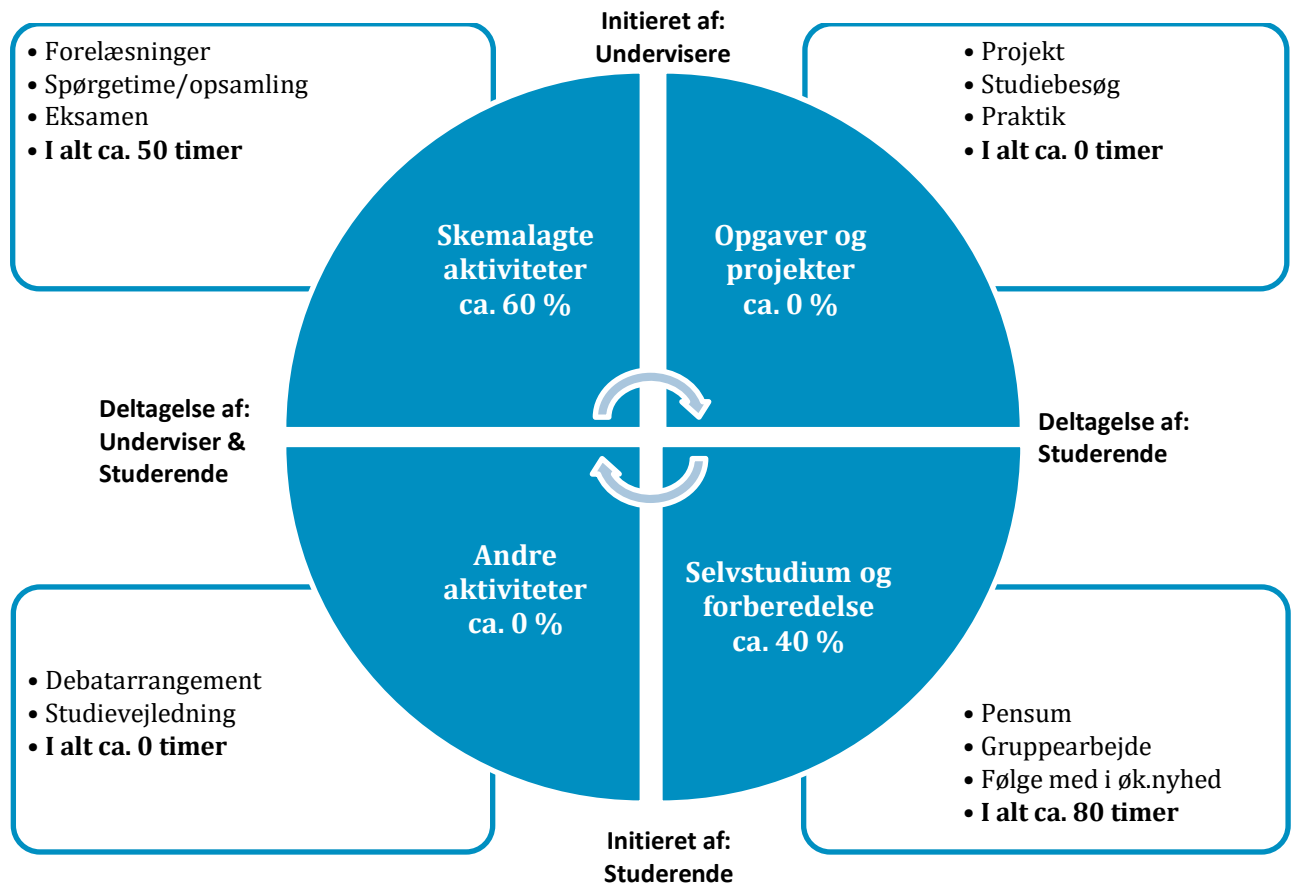 Initieret af:
Undervisere
• Forelæsninger
• Spørgetime/opsamling
• Eksamen
• I alt ca. 50 timer
• Projekt
• Studiebesøg
• Praktik
• I alt ca. 0 timer
Skemalagte
aktiviteter
ca. 60 %
Opgaver og
projekter
ca. 0 %
Deltagelse af:
Underviser &
Studerende
Deltagelse af:
Studerende
Andre
aktiviteter
ca. 0 %
Selvstudium og
forberedelse
ca. 40 %
• Debatarrangement
• Studievejledning
• I alt ca. 0 timer
• Pensum
• Gruppearbejde
• Følge med i øk.nyhed
• I alt ca. 80 timer
Initieret af:
Studerende